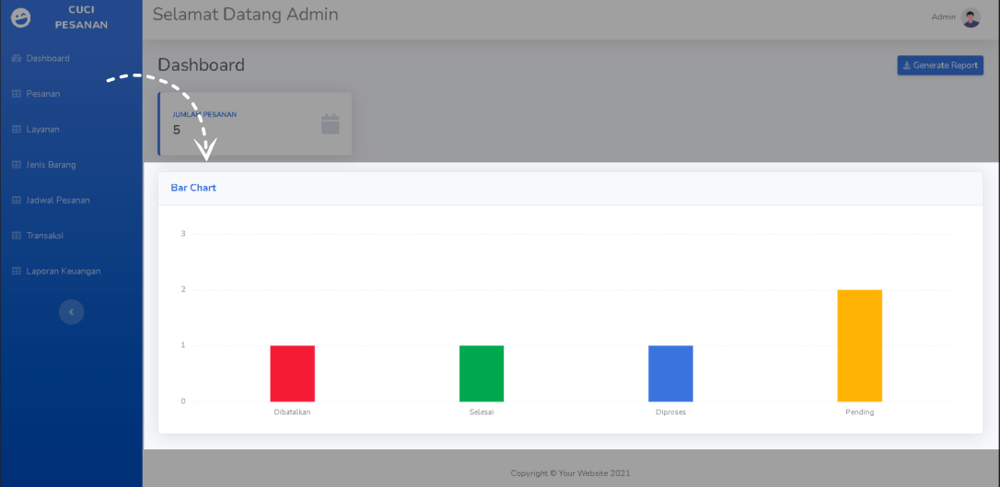 CUCI
PESANAN
Selamat Datang Admin
Admin
Dashboard
Pesanan
Layanan
Jenis Barang
Jadwal Pesanan
Transaksi
Laporan Keuangan
Dashboard
Generate Report
JUMLAH PESANAN
5
Bar Chart
3
2
1
0
Dibatalkan
Selesai
Diproses
Pending
Copyright © Your Website 2021